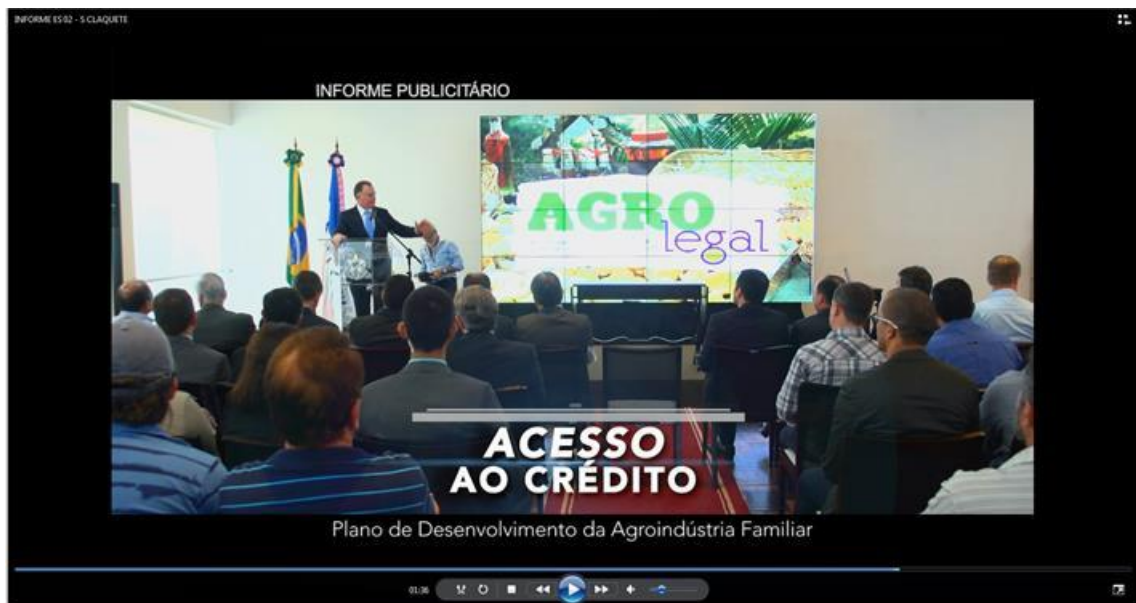 INFORME ES 02 - S CLAQUETE
INFORME PUBLICITÁRIO
AGRO
legal
ACESSO
AO CRÉDITO
Plano de Desenvolvimento da Agroindústria Familiar
01:36